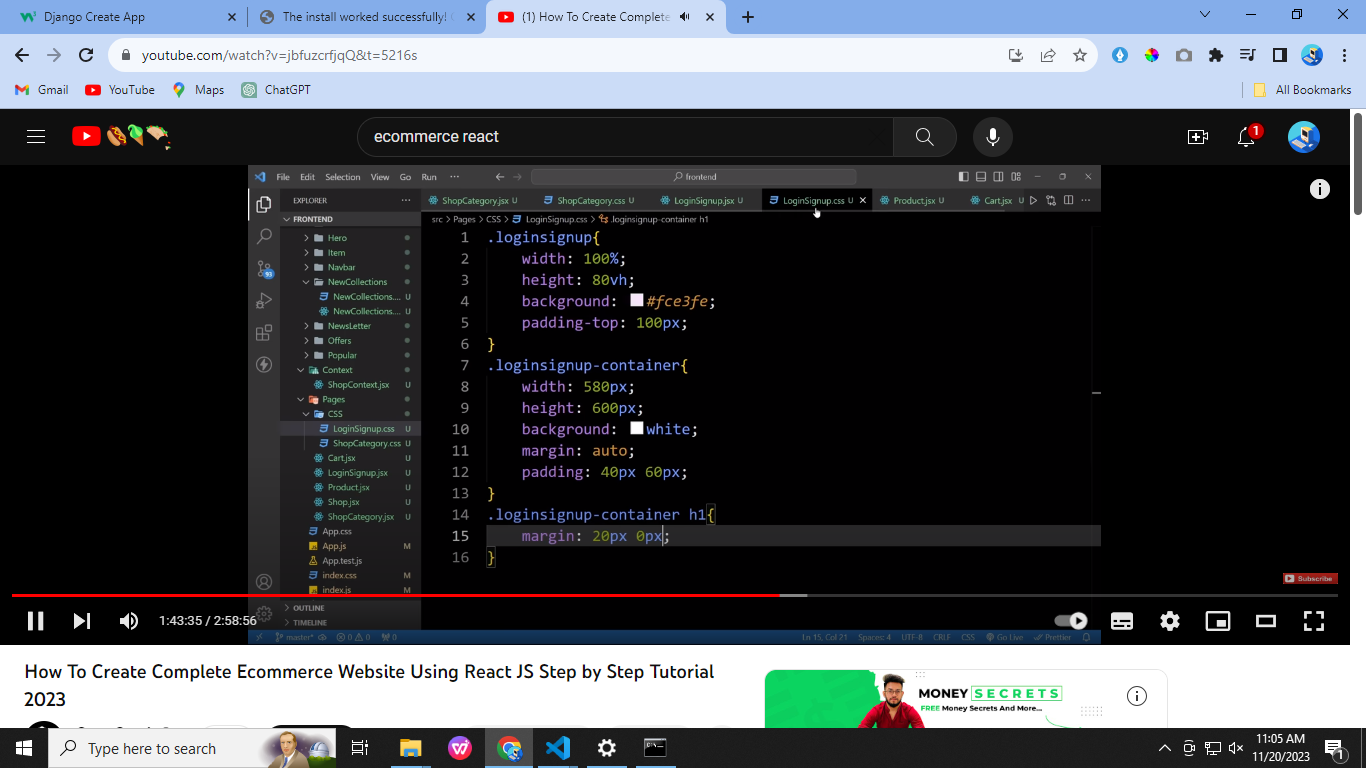 Django Create App
The install worked successfully! C
(1) How To Create Complete
youtube.com/watch?v=jbfuzcrfjqQ&t=5216s
Gmail YouTube Maps ChatGPT All Bookmarks
ecommerce react
1
File Edit Selection View Go Run ··· frontend
EXPLORER ···
ShopCategory.jsx U ShopCategory.css U LoginSignup.jsx U LoginSignup.css U Product.jsx U Cart.jsx U ···
FRONTEND
src > Pages > CSS > LoginSignup.css > .loginsignup-container h1
Hero
Item
Navbar
NewCollections
NewCollections.... U
NewCollections.... U
NewsLetter
Offers
Popular
Context
ShopContext.jsx U
Pages
CSS
LoginSignup.css U
ShopCategory.css U
Cart.jsx U
LoginSignup.jsx U
Product.jsx U
Shop.jsx U
ShopCategory.jsx U
App.css
App.js M
App.test.js
index.css M
index.js M
OUTLINE
TIMELINE
93
1 .loginsignup{
2 width: 100%;
3 height: 80vh;
4 background: #fce3fe;
5 padding-top: 100px;
6 }
7 .loginsignup-container{
8 width: 580px;
9 height: 600px;
10 background: white;
11 margin: auto;
12 padding: 40px 60px;
13 }
14 .loginsignup-container h1{
15 margin: 20px 0px;
16 }
Subscribe
1:43:35 / 2:58:56
master* 0 0 0 Ln 15, Col 21 Spaces: 4 UTF-8 CRLF CSS Go Live Prettier
How To Create Complete Ecommerce Website Using React JS Step by Step Tutorial
2023
MONEY SECRETS
FREE Money Secrets And More...
Type here to search
11:05 AM
11/20/2023
1